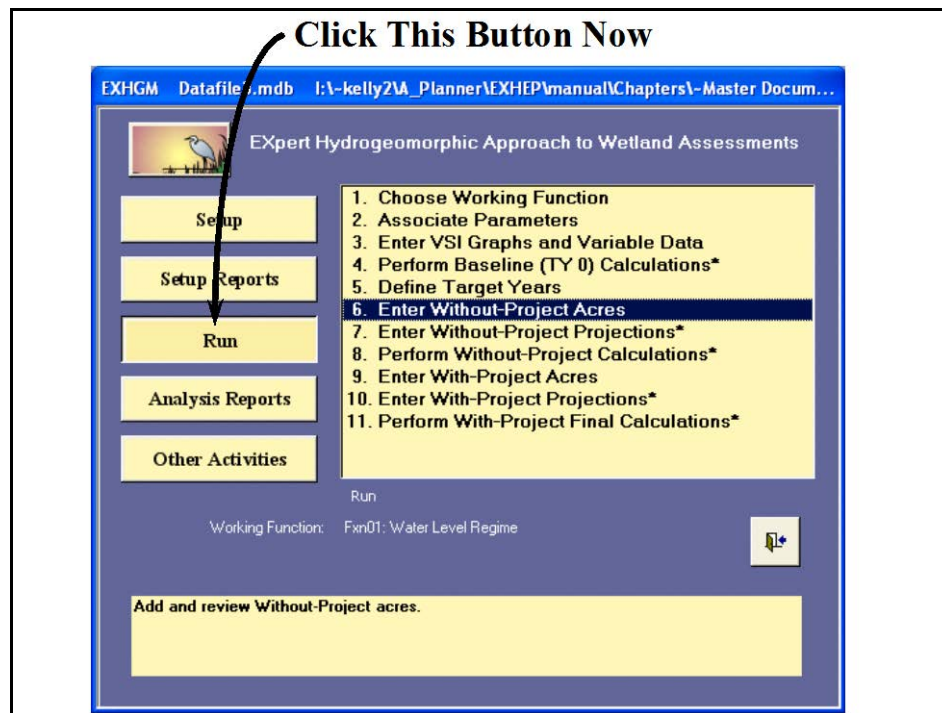 Click This Button Now
EXHGM Datafile1.mdb I:\~kelly2\A_Planner\EXHEP\manual\Chapters\~Master Docum...
EXpert Hydrogeomorphic Approach to Wetland Assessments
Setup
Setup Reports
Run
Analysis Reports
Other Activities
1. Choose Working Function
2. Associate Parameters
3. Enter VSI Graphs and Variable Data
4. Perform Baseline (TY 0) Calculations*
5. Define Target Years
6. Enter Without-Project Acres
7. Enter Without-Project Projections*
8. Perform Without-Project Calculations*
9. Enter With-Project Acres
10. Enter With-Project Projections*
11. Perform With-Project Final Calculations*
Run
Working Function: Fxn01: Water Level Regime
Add and review Without-Project acres.